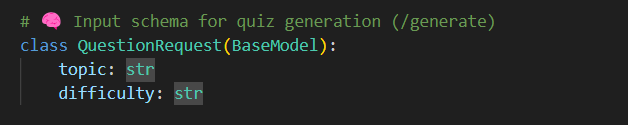 # 🧠 Input schema for quiz generation (/generate)
class QuestionRequest(BaseModel):
    topic: str
    difficulty: str